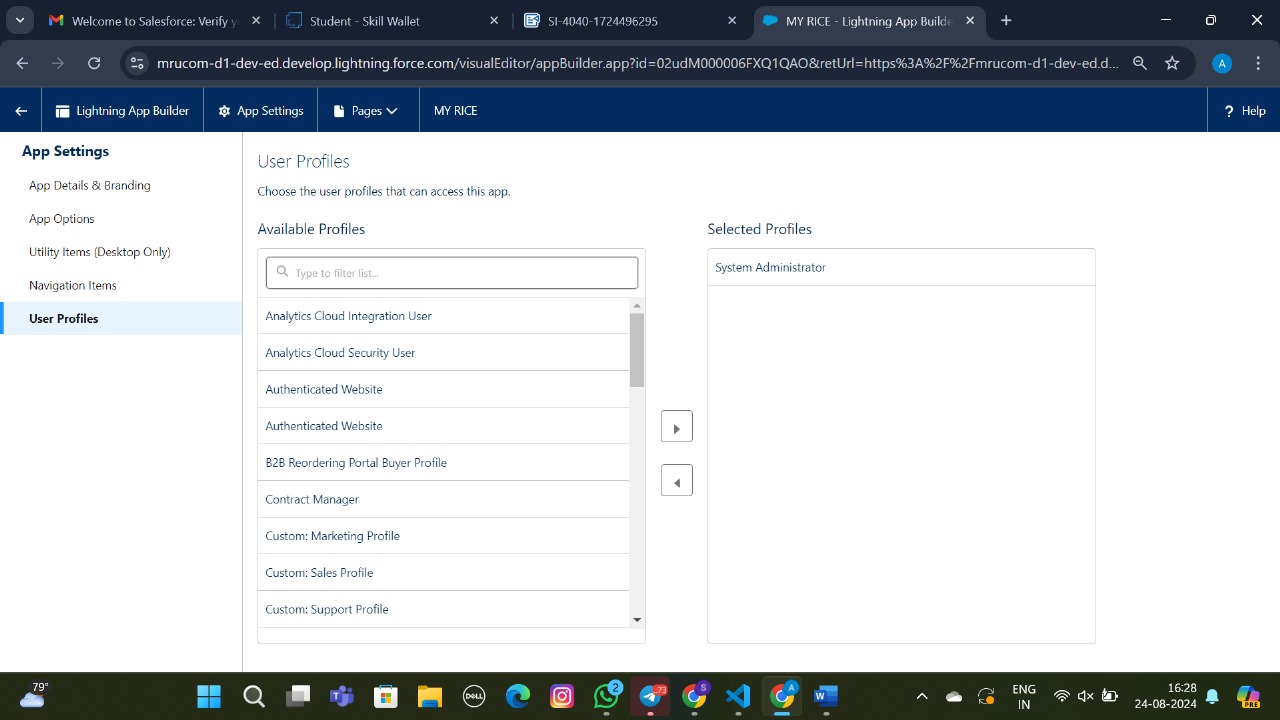 Welcome to Salesforce: Verify y
Student - Skill Wallet
SI-4040-1724496295
MY RICE - Lightning App Builde
mrucom-d1-dev-ed.develop.lightning.force.com/visualEditor/appBuilder.app?id=02udM000006FXQ1QAO&retUrl=https%3A%2F%2Fmrucom-d1-dev-ed.d...
A
Lightning App Builder
App Settings
Pages
MY RICE
? Help
App Settings
App Details & Branding
App Options
Utility Items (Desktop Only)
Navigation Items
User Profiles
User Profiles
Choose the user profiles that can access this app.
Available Profiles
Type to filter list...
Analytics Cloud Integration User
Analytics Cloud Security User
Authenticated Website
Authenticated Website
B2B Reordering Portal Buyer Profile
Contract Manager
Custom: Marketing Profile
Custom: Sales Profile
Custom: Support Profile
Selected Profiles
System Administrator
79°
DELL
2
73
S
A
W
ENG
IN
16:28
24-08-2024
PRE